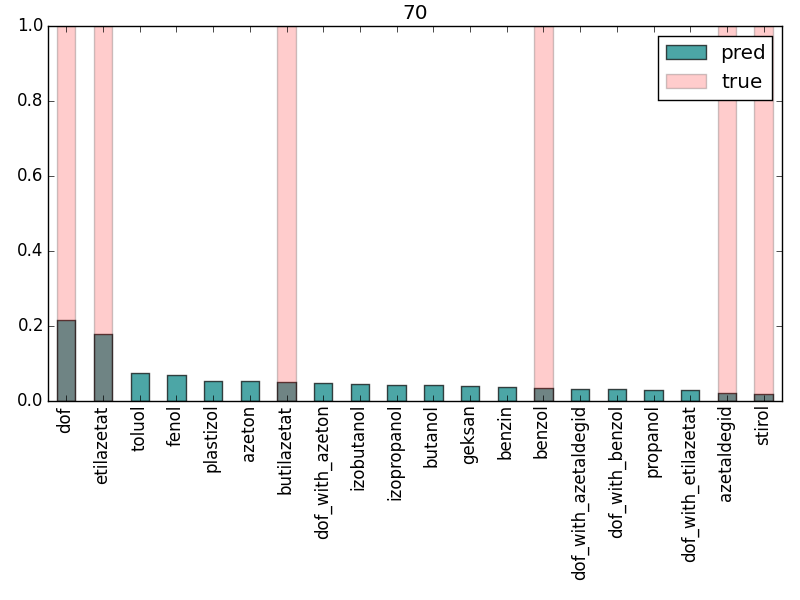 70
1.0
0.8
0.6
0.4
0.2
0.0
pred
true
dof
etilazetat
toluol
fenol
plastizol
azeton
butilazetat
dof_with_azeton
izobutanol
izopropanol
butanol
geksan
benzin
benzol
dof_with_azetaldegid
dof_with_benzol
propanol
dof_with_etilazetat
azetaldegid
stirol